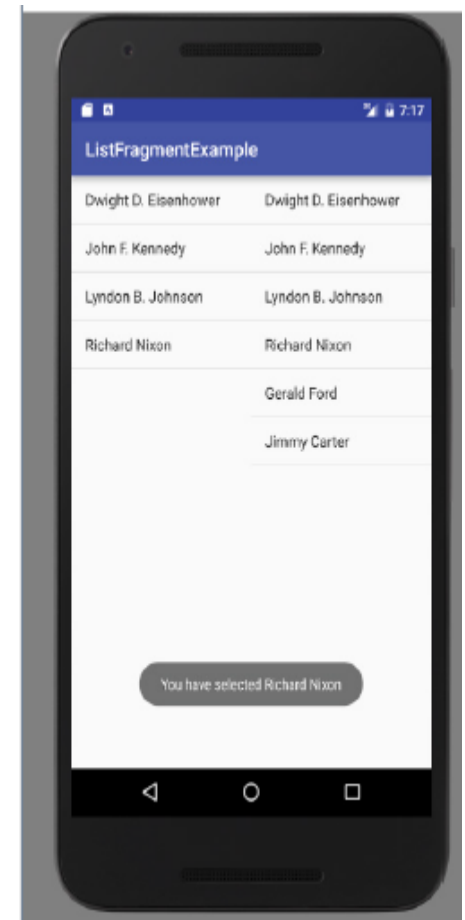 7:17
ListFragmentExample
Dwight D. Eisenhower
John F. Kennedy
Lyndon B. Johnson
Richard Nixon
Dwight D. Eisenhower
John F. Kennedy
Lyndon B. Johnson
Richard Nixon
Gerald Ford
Jimmy Carter
You have selected Richard Nixon